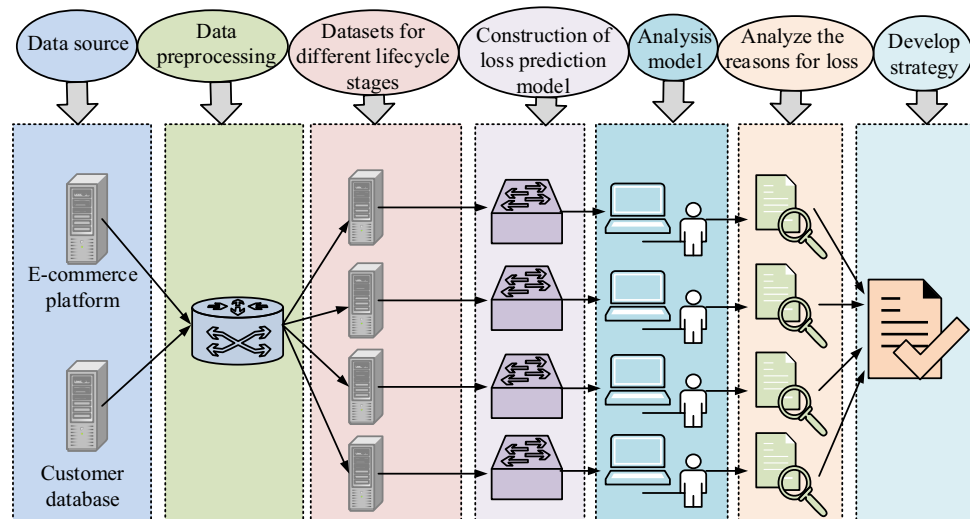 Data source
Data
preprocessing
Datasets for
different lifecycle
stages
Construction of
loss prediction
model
Analysis
model
Analyze the
reasons for loss
Develop
strategy
E-commerce
platform
Customer
database